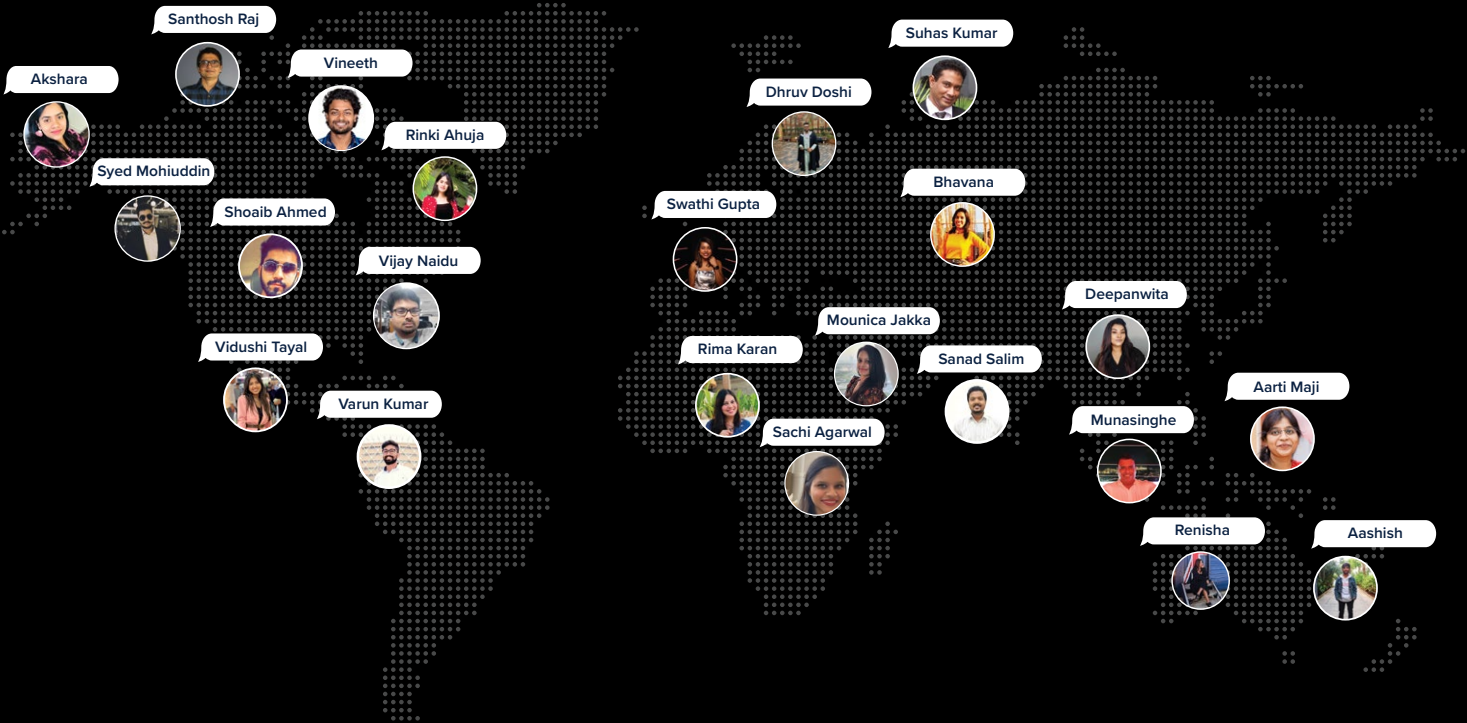 Santhosh Raj
Suhas Kumar
Vineeth
Akshara
Dhruv Doshi
Rinki Ahuja
Syed Mohiuddin
Bhavana
Swathi Gupta
Shoaib Ahmed
Vijay Naidu
Deepanwita
Mounica Jakka
Vidushi Tayal
Rima Karan
Sanad Salim
Aarti Maji
Varun Kumar
Munasinghe
Sachi Agarwal
Renisha
Aashish